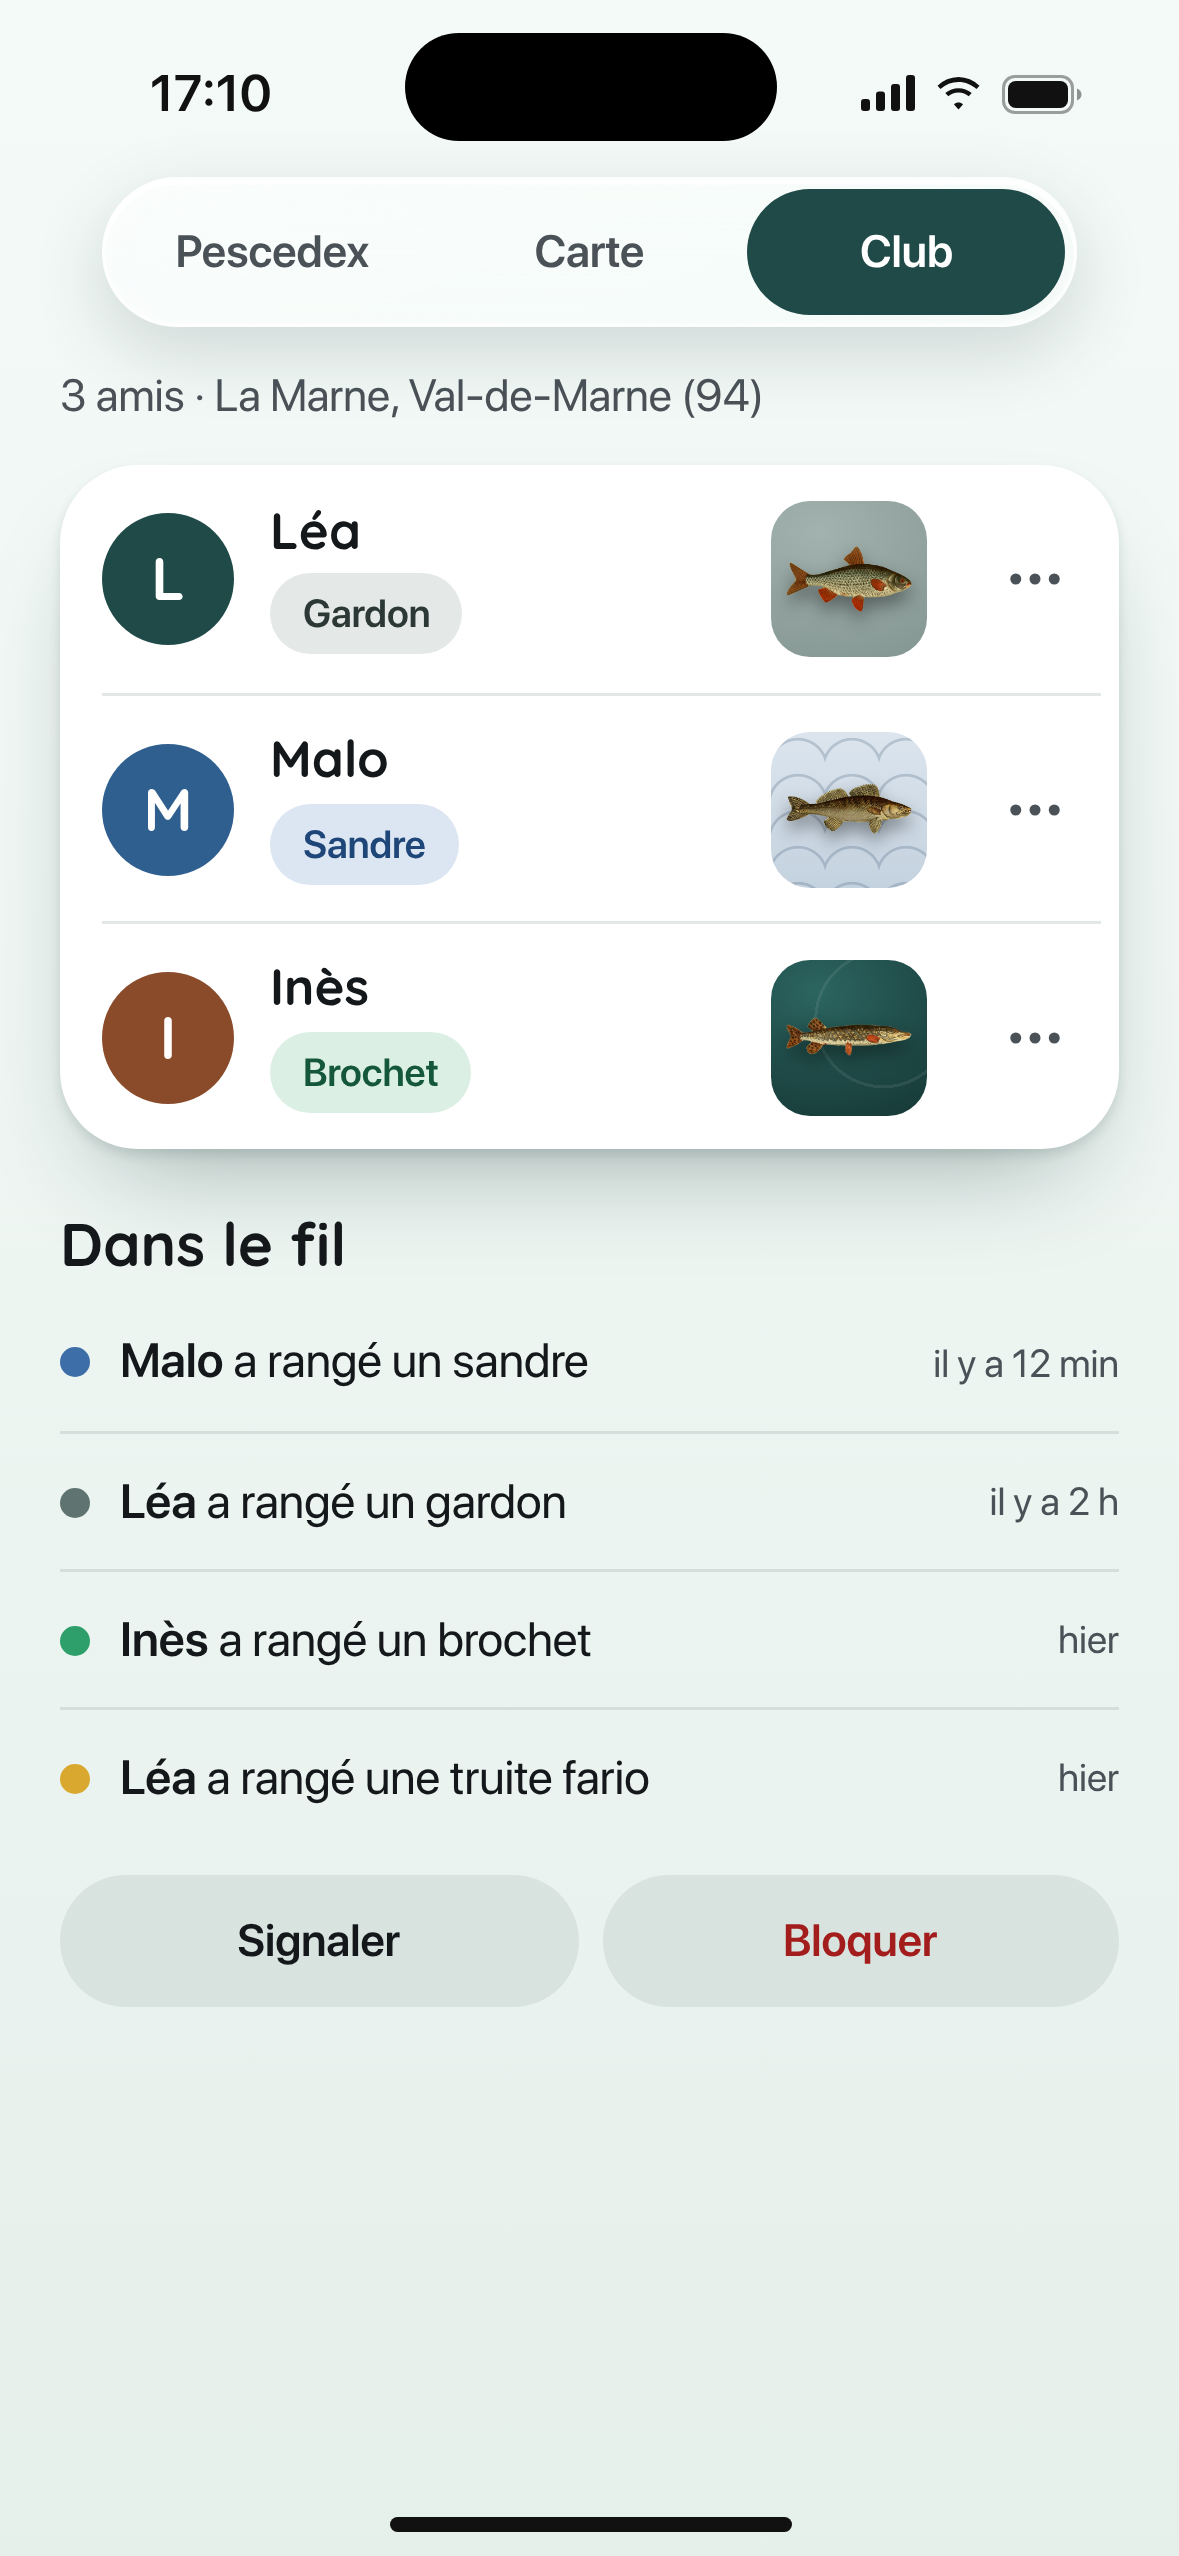 17:10
Pescedex Carte Club
3 amis · La Marne, Val-de-Marne (94)
L
Léa
Gardon
M
Malo
Sandre
I
Inès
Brochet
Dans le fil
Malo a rangé un sandre il y a 12 min
Léa a rangé un gardon il y a 2 h
Inès a rangé un brochet hier
Léa a rangé une truite fario hier
Signaler Bloquer